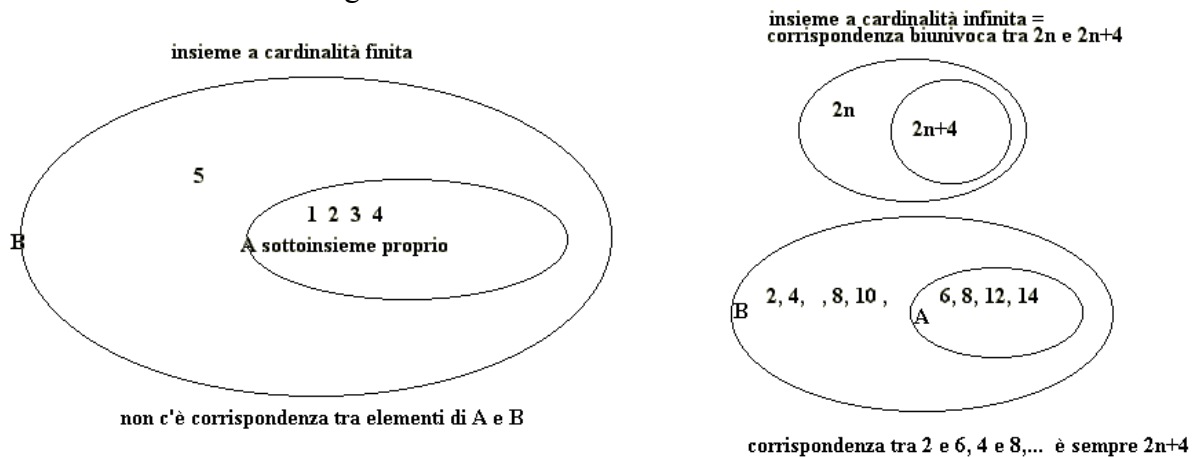 insieme a cardinalità finita
5
1 2 3 4
B
A sottoinsieme proprio
non c'è corrispondenza tra elementi di A e B
insieme a cardinalità infinita =
corrispondenza biunivoca tra 2n e 2n+4
2n
2n+4
2, 4, , 8, 10 ,
6, 8, 12, 14
B
A
corrispondenza tra 2 e 6, 4 e 8,... è sempre 2n+4